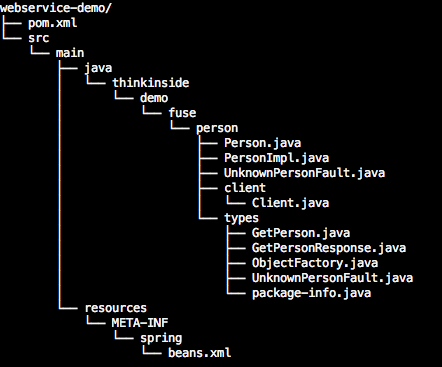 webservice-demo/
├── pom.xml
└── src
    └── main
        ├── java
        │   └── thinkinside
        │       └── demo
        │           └── fuse
        │               └── person
        │                   ├── Person.java
        │                   ├── PersonImpl.java
        │                   ├── UnknownPersonFault.java
        │                   ├── client
        │                   │   └── Client.java
        │                   └── types
        │                       ├── GetPerson.java
        │                       ├── GetPersonResponse.java
        │                       ├── ObjectFactory.java
        │                       ├── UnknownPersonFault.java
        │                       └── package-info.java
        └── resources
            └── META-INF
                └── spring
                    └── beans.xml